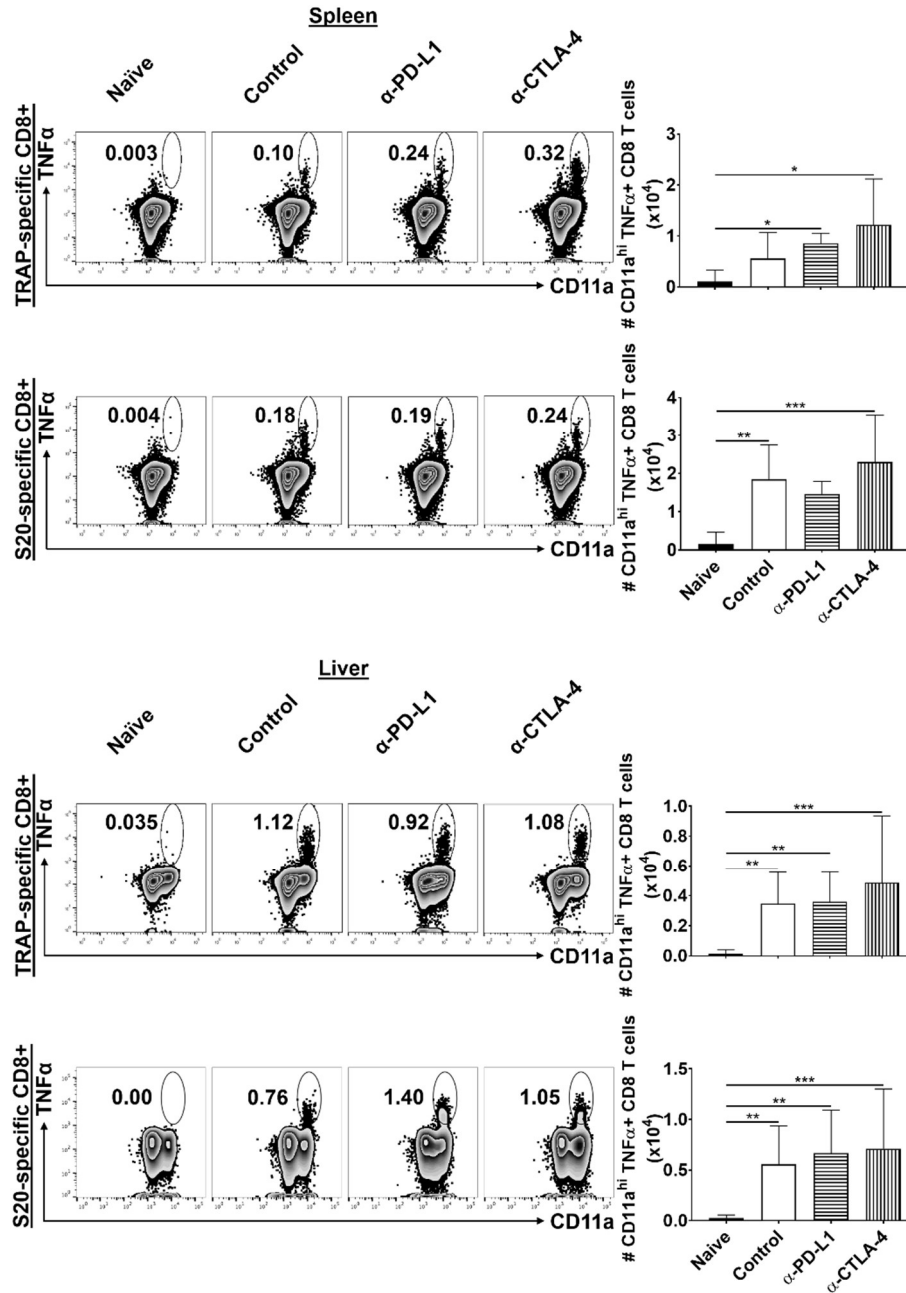 Spleen
Naïve
Control
α-PD-L1
α-CTLA-4
TRAP-specific CD8+
TNFα
0.003
0.10
0.24
0.32
CD11a
# CD11a^hi TNFα+ CD8 T cells
(x10^4)
3
2
1
0
*
*
S20-specific CD8+
TNFα
0.004
0.18
0.19
0.24
CD11a
# CD11a^hi TNFα+ CD8 T cells
(x10^4)
4
3
2
1
0
**
***
Naive
Control
α-PD-L1
α-CTLA-4
Liver
Naïve
Control
α-PD-L1
α-CTLA-4
TRAP-specific CD8+
TNFα
0.035
1.12
0.92
1.08
CD11a
# CD11a^hi TNFα+ CD8 T cells
(x10^4)
1.0
0.8
0.6
0.4
0.2
0.0
***
**
**
S20-specific CD8+
TNFα
0.00
0.76
1.40
1.05
CD11a
# CD11a^hi TNFα+ CD8 T cells
(x10^4)
1.5
1.0
0.5
0.0
***
**
**
Naive
Control
α-PD-L1
α-CTLA-4